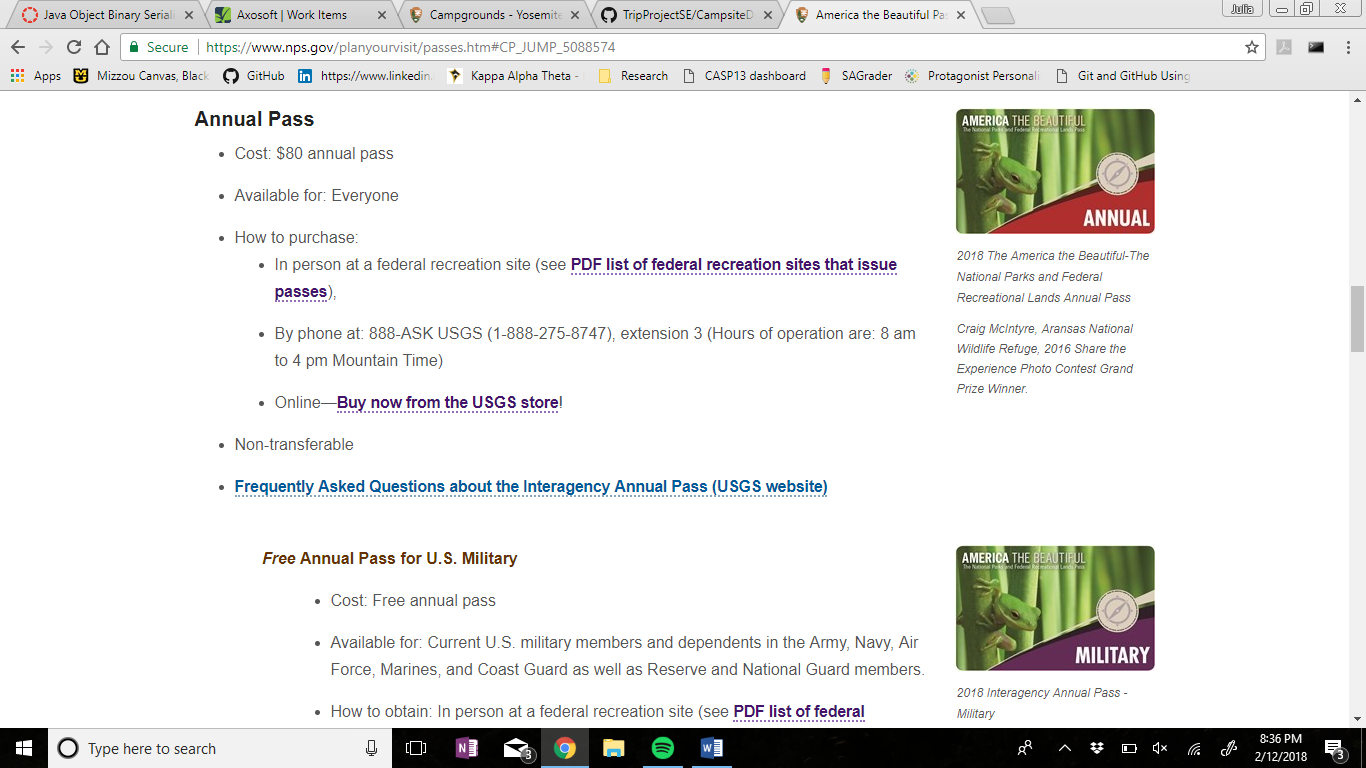 Java Object Binary Seriali
Axosoft | Work Items
Campgrounds - Yosemite
TripProjectSE/CampsiteD
America the Beautiful Pa
Julia
Secure
https://www.nps.gov/planyourvisit/passes.htm#CP_JUMP_5088574
Apps
Mizzou Canvas, Black
GitHub
https://www.linkedin.
Kappa Alpha Theta -
Research
CASP13 dashboard
SAGrader
Protagonist Personali
Git and GitHub Using
Annual Pass
• Cost: $80 annual pass
• Available for: Everyone
• How to purchase:
• In person at a federal recreation site (see PDF list of federal recreation sites that issue
passes),
• By phone at: 888-ASK USGS (1-888-275-8747), extension 3 (Hours of operation are: 8 am
to 4 pm Mountain Time)
• Online—Buy now from the USGS store!
• Non-transferable
• Frequently Asked Questions about the Interagency Annual Pass (USGS website)
AMERICA THE BEAUTIFUL
The National Parks and Federal Recreational Lands Pass
ANNUAL
2018 The America the Beautiful-The
National Parks and Federal
Recreational Lands Annual Pass
Craig McIntyre, Aransas National
Wildlife Refuge, 2016 Share the
Experience Photo Contest Grand
Prize Winner.
Free Annual Pass for U.S. Military
• Cost: Free annual pass
• Available for: Current U.S. military members and dependents in the Army, Navy, Air
Force, Marines, and Coast Guard as well as Reserve and National Guard members.
• How to obtain: In person at a federal recreation site (see PDF list of federal
AMERICA THE BEAUTIFUL
The National Parks and Federal Recreational Lands Pass
MILITARY
2018 Interagency Annual Pass -
Military
Type here to search
3
8:36 PM
2/12/2018
3